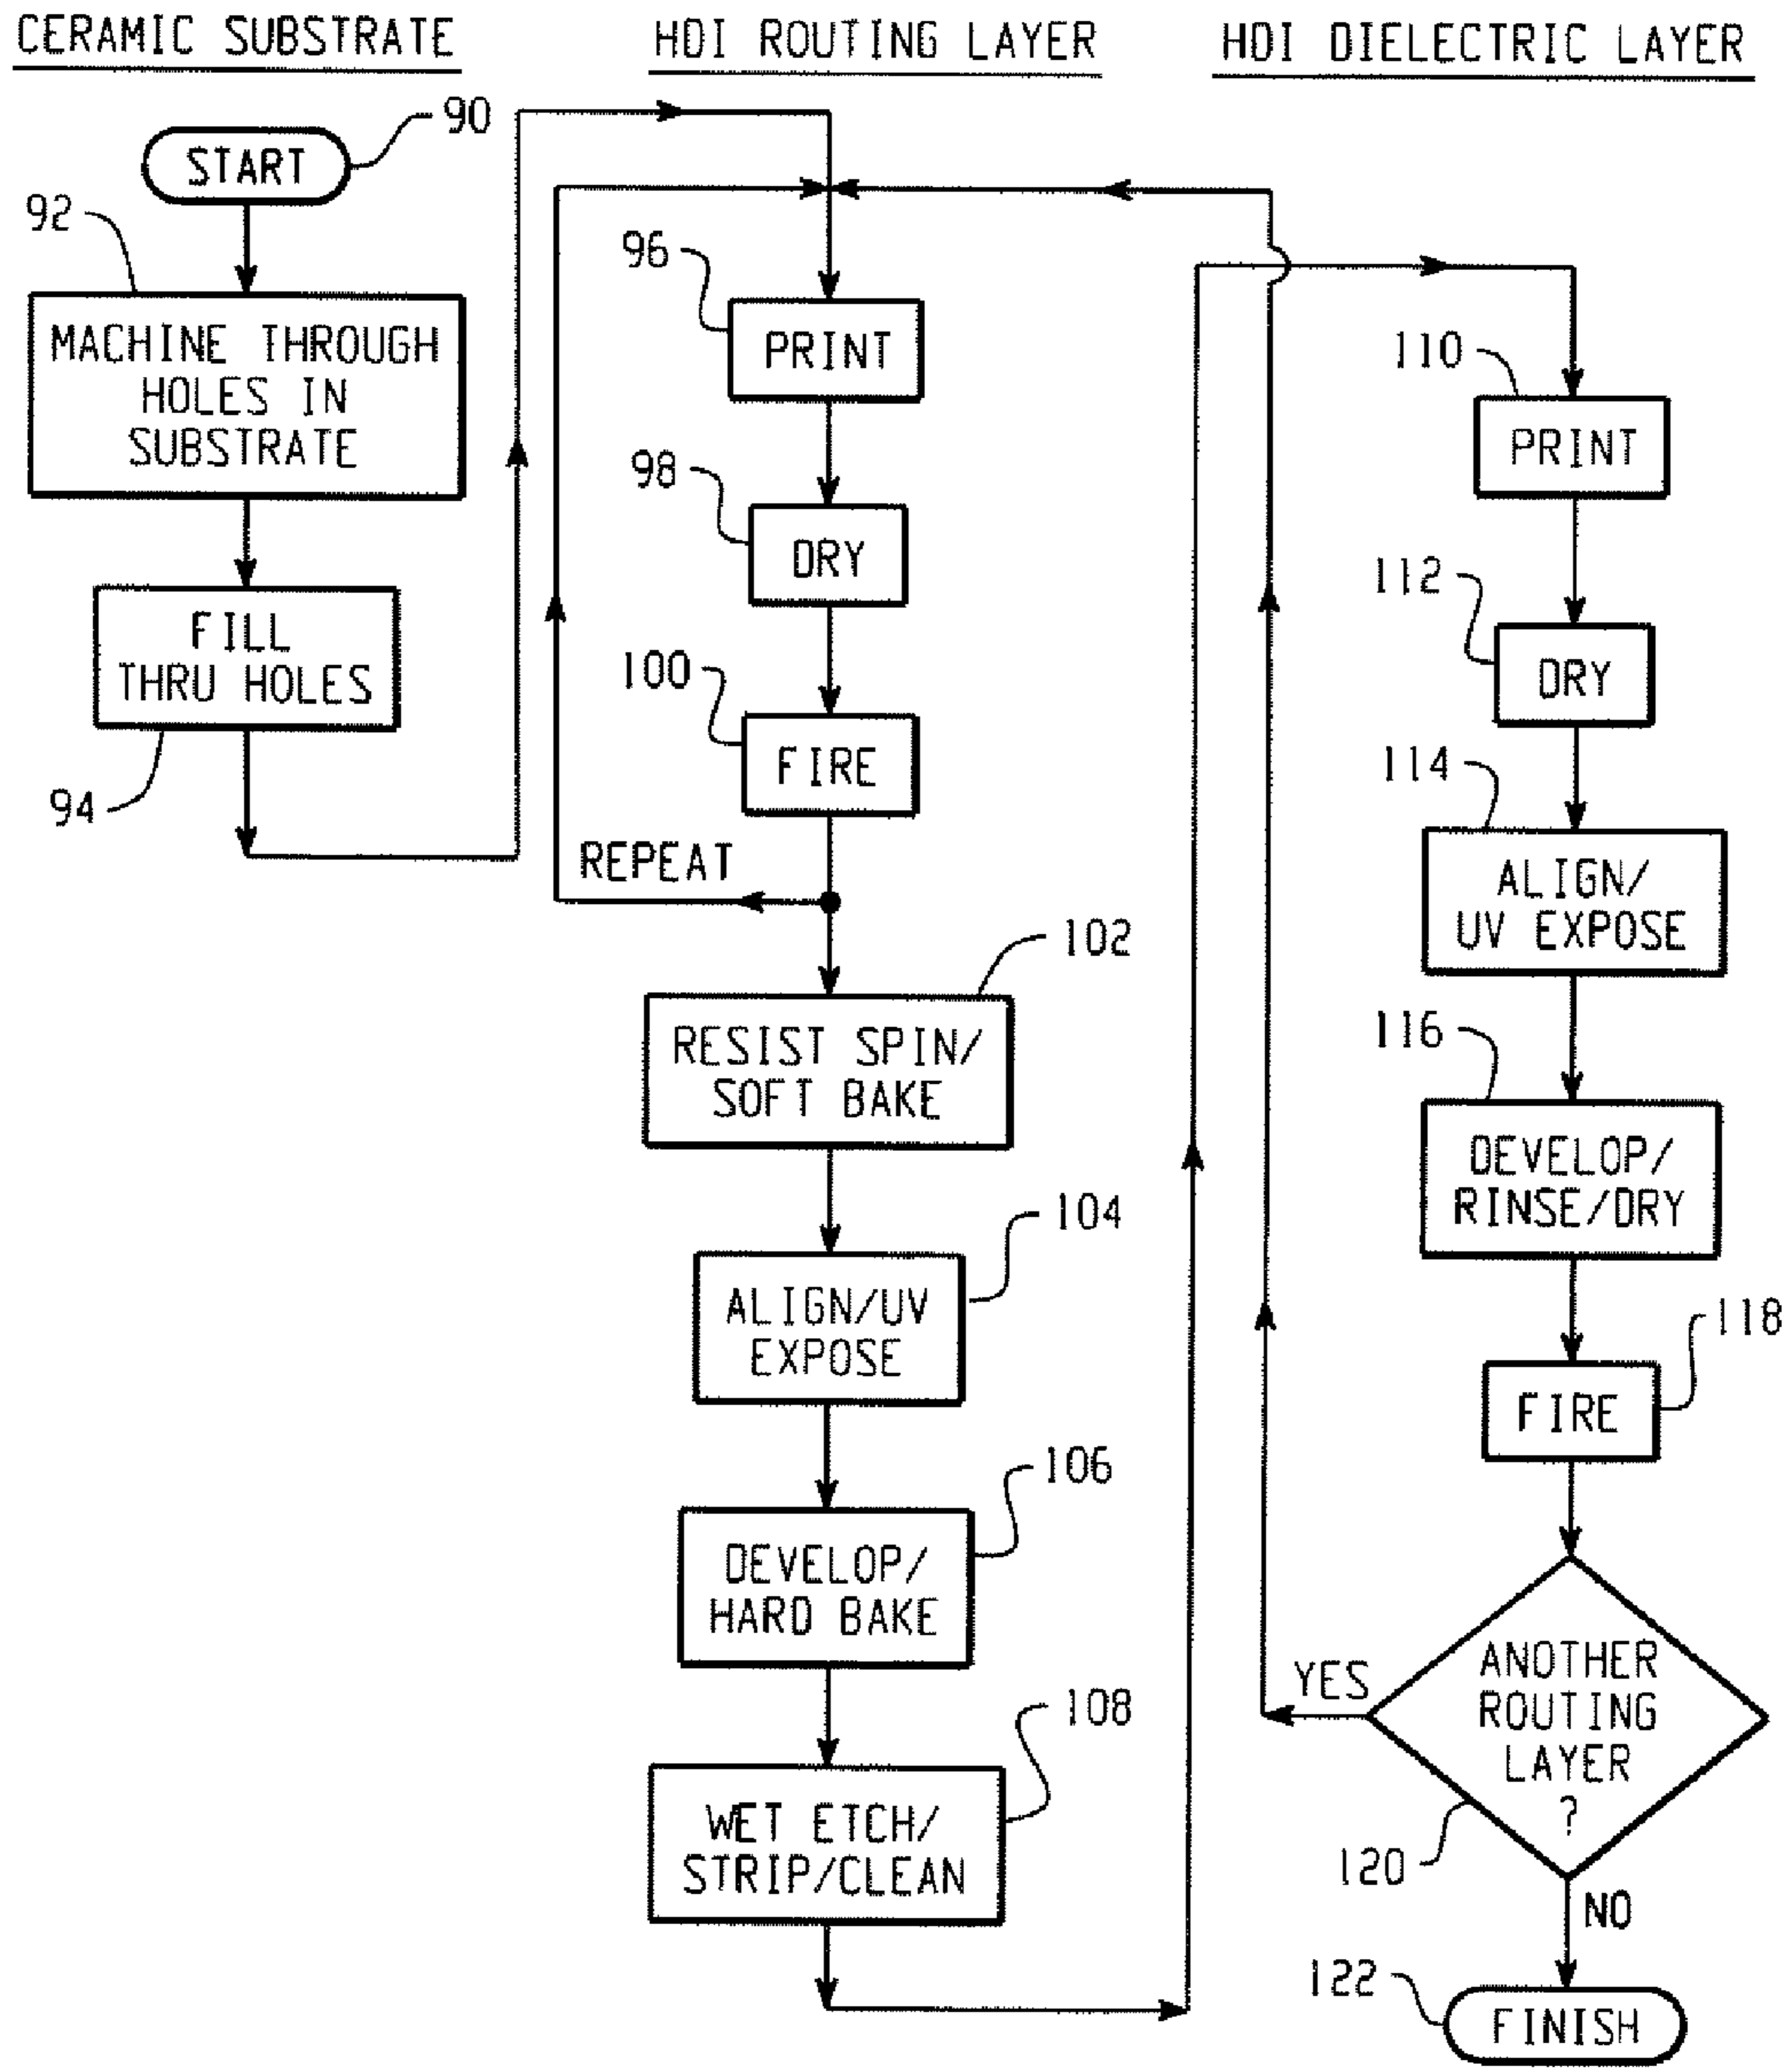 CERAMIC SUBSTRATE
90
START
92
MACHINE THROUGH
HOLES IN
SUBSTRATE
FILL
THRU HOLES
94
HDI ROUTING LAYER
96
PRINT
98
DRY
100
FIRE
REPEAT
102
RESIST SPIN/
SOFT BAKE
104
ALIGN/UV
EXPOSE
106
DEVELOP/
HARD BAKE
108
WET ETCH/
STRIP/CLEAN
HDI DIELECTRIC LAYER
110
PRINT
112
DRY
114
ALIGN/
UV EXPOSE
116
DEVELOP/
RINSE/DRY
118
FIRE
YES
ANOTHER
ROUTING
LAYER
?
120
NO
122
FINISH